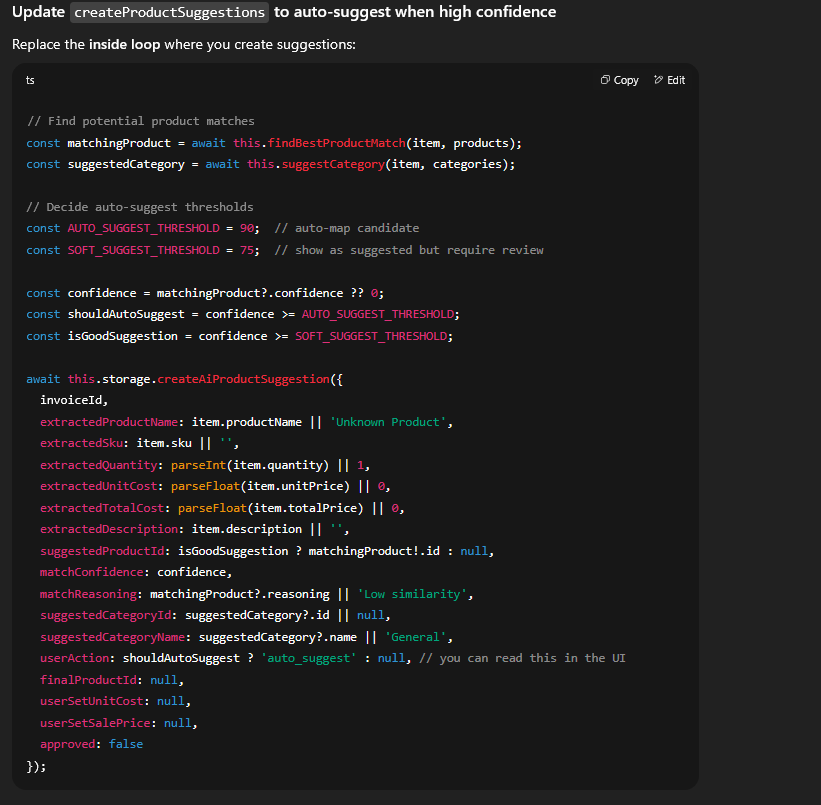 Update createProductSuggestions to auto-suggest when high confidence
Replace the inside loop where you create suggestions:
ts
Copy
Edit
// Find potential product matches
const matchingProduct = await this.findBestProductMatch(item, products);
const suggestedCategory = await this.suggestCategory(item, categories);
// Decide auto-suggest thresholds
const AUTO_SUGGEST_THRESHOLD = 90;  // auto-map candidate
const SOFT_SUGGEST_THRESHOLD = 75;  // show as suggested but require review
const confidence = matchingProduct?.confidence ?? 0;
const shouldAutoSuggest = confidence >= AUTO_SUGGEST_THRESHOLD;
const isGoodSuggestion = confidence >= SOFT_SUGGEST_THRESHOLD;
await this.storage.createAiProductSuggestion({
  invoiceId,
  extractedProductName: item.productName || 'Unknown Product',
  extractedSku: item.sku || '',
  extractedQuantity: parseInt(item.quantity) || 1,
  extractedUnitCost: parseFloat(item.unitPrice) || 0,
  extractedTotalCost: parseFloat(item.totalPrice) || 0,
  extractedDescription: item.description || '',
  suggestedProductId: isGoodSuggestion ? matchingProduct!.id : null,
  matchConfidence: confidence,
  matchReasoning: matchingProduct?.reasoning || 'Low similarity',
  suggestedCategoryId: suggestedCategory?.id || null,
  suggestedCategoryName: suggestedCategory?.name || 'General',
  userAction: shouldAutoSuggest ? 'auto_suggest' : null, // you can read this in the UI
  finalProductId: null,
  userSetUnitCost: null,
  userSetSalePrice: null,
  approved: false
});